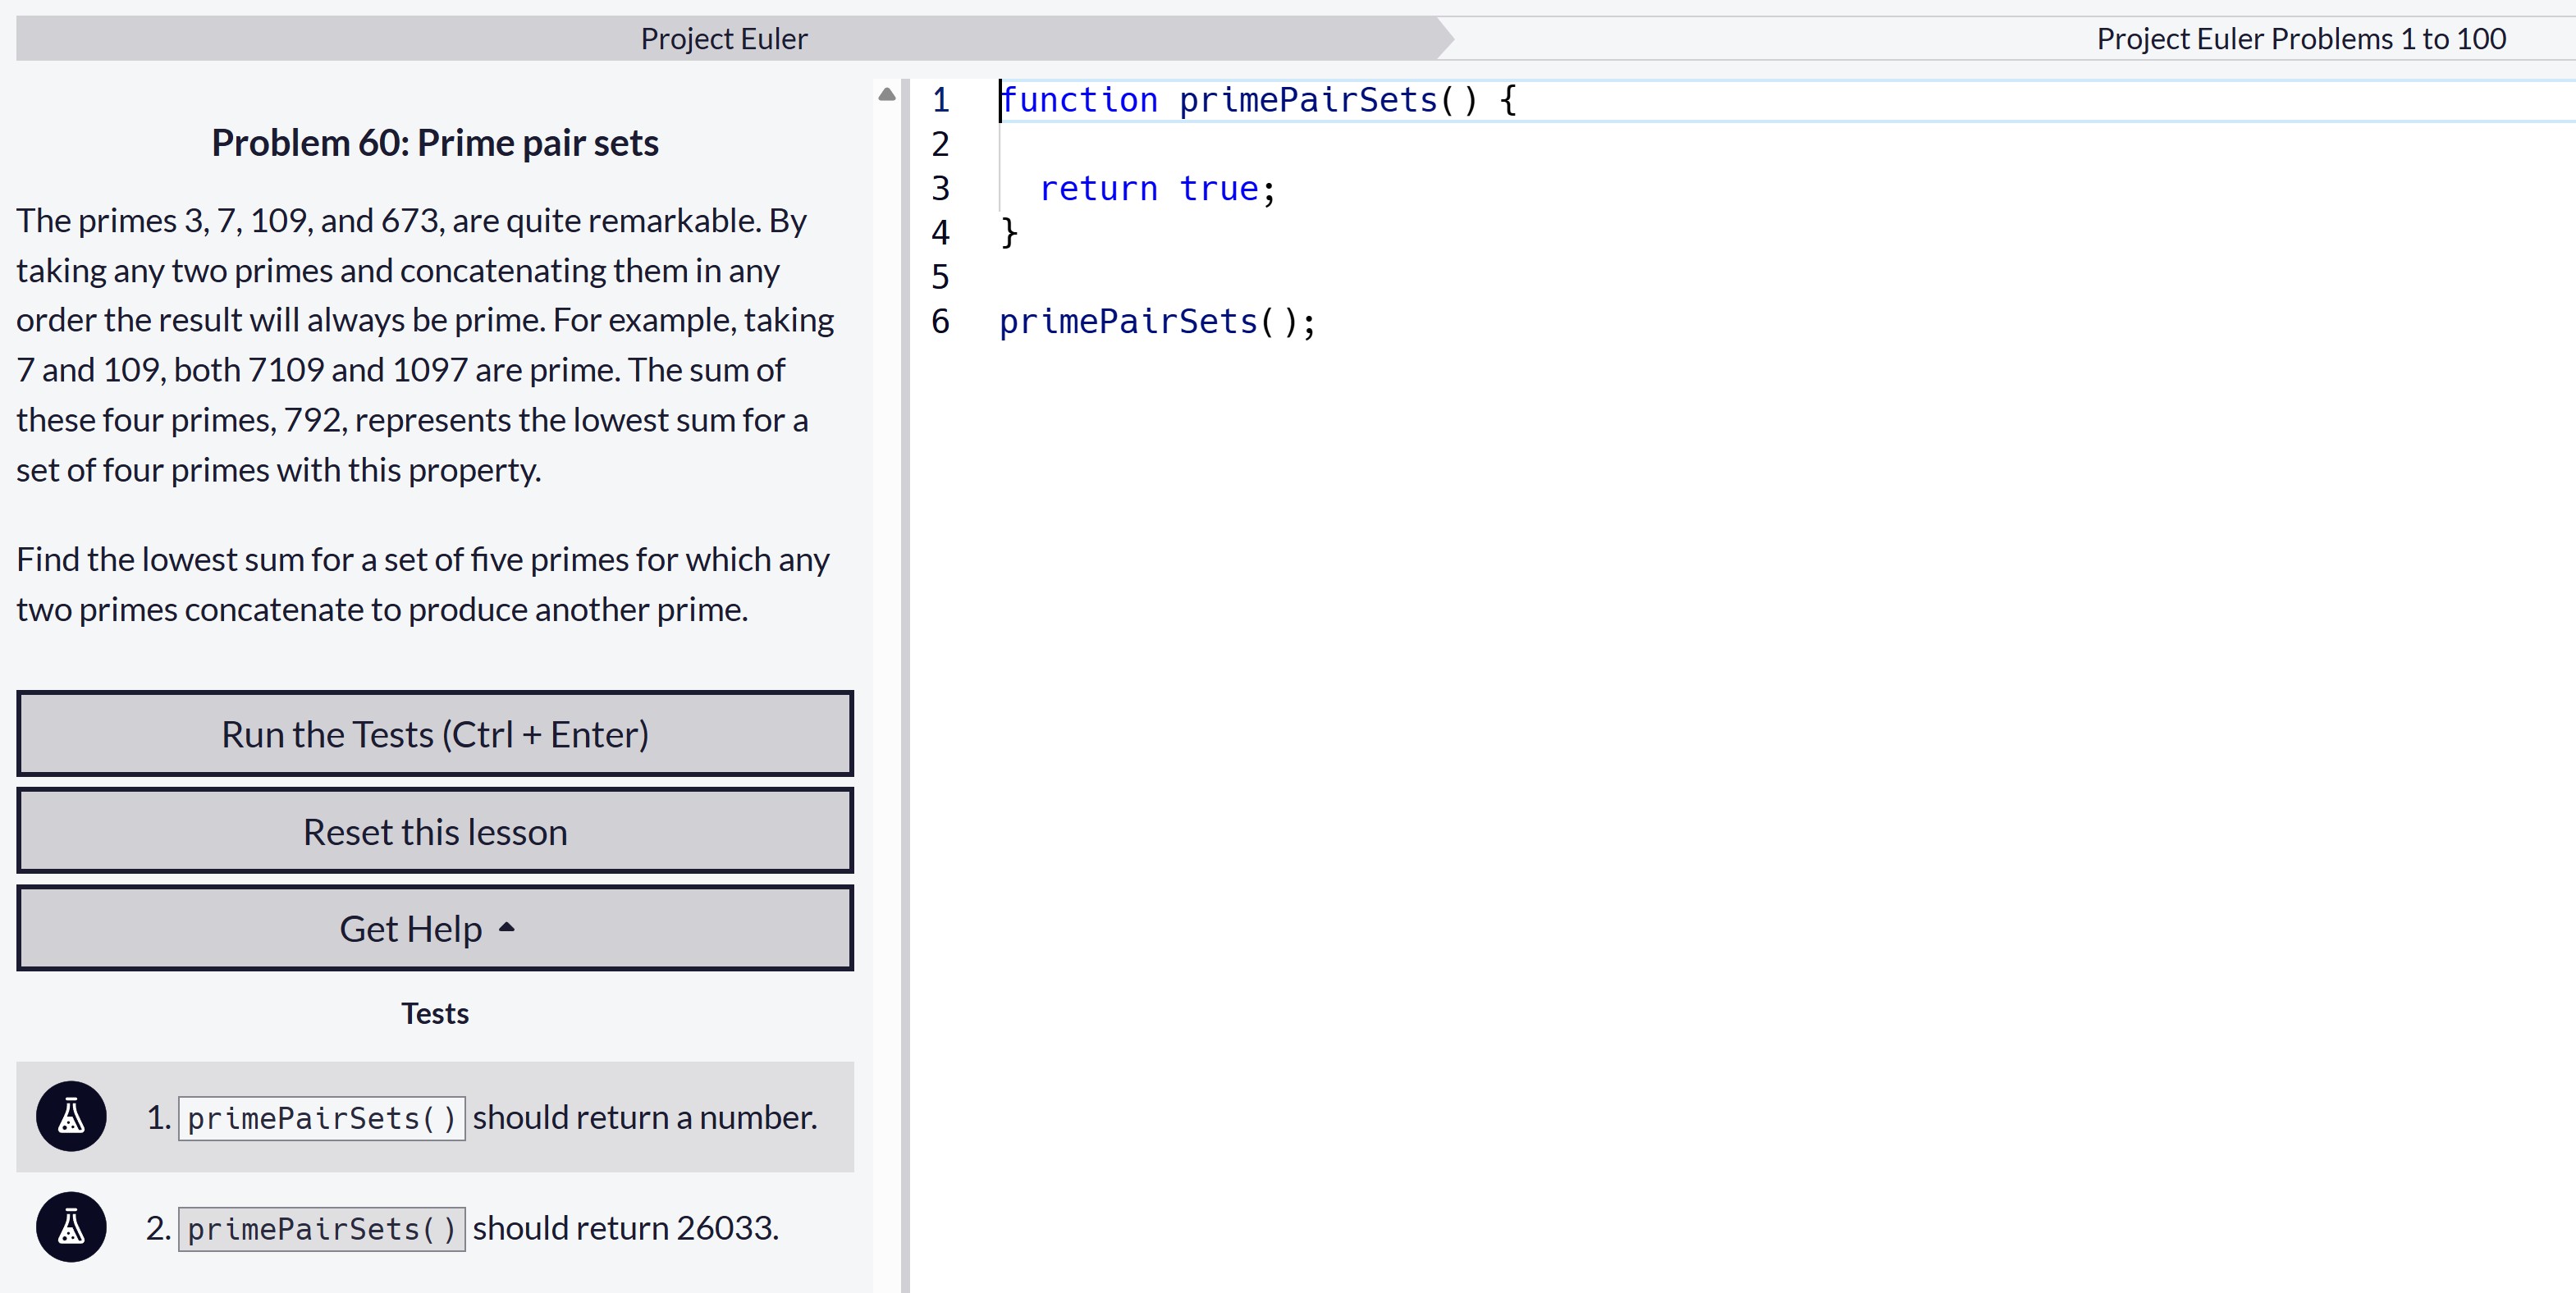 Project Euler
Project Euler Problems 1 to 100
Problem 60: Prime pair sets
The primes 3, 7, 109, and 673, are quite remarkable. By
taking any two primes and concatenating them in any
order the result will always be prime. For example, taking
7 and 109, both 7109 and 1097 are prime. The sum of
these four primes, 792, represents the lowest sum for a
set of four primes with this property.
Find the lowest sum for a set of five primes for which any
two primes concatenate to produce another prime.
Run the Tests (Ctrl + Enter)
Reset this lesson
Get Help
Tests
1. primePairSets() should return a number.
2. primePairSets() should return 26033.
1 function primePairSets() {
2
3   return true;
4 }
5
6 primePairSets();